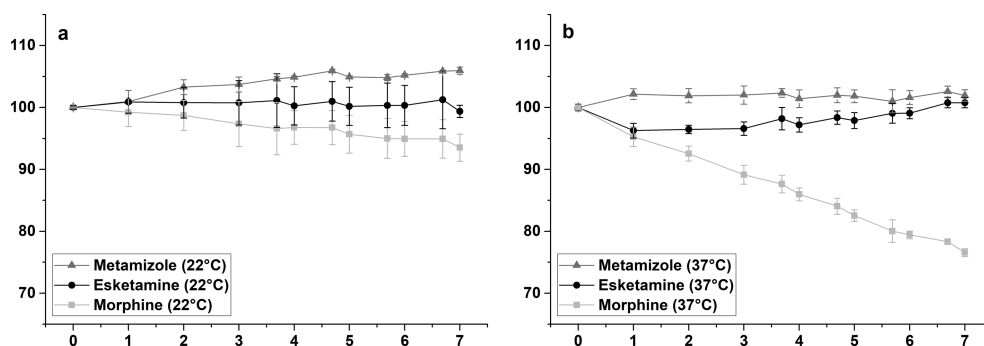 a
110
100
90
80
70
Metamizole (22°C)
Esketamine (22°C)
Morphine (22°C)
0 1 2 3 4 5 6 7
b
110
100
90
80
70
Metamizole (37°C)
Esketamine (37°C)
Morphine (37°C)
0 1 2 3 4 5 6 7